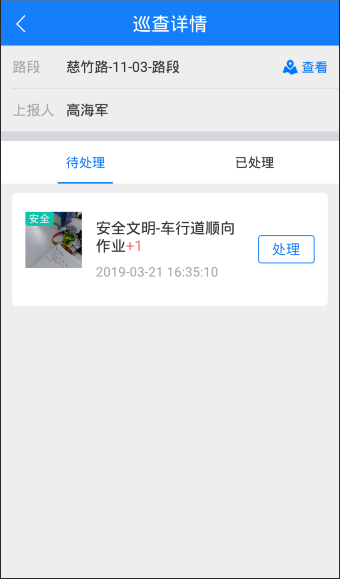 巡查详情
路段 慈竹路-11-03-路段 查看
上报人 高海军
待处理 已处理
安全
安全文明-车行道顺向
作业+1
处理
2019-03-21 16:35:10